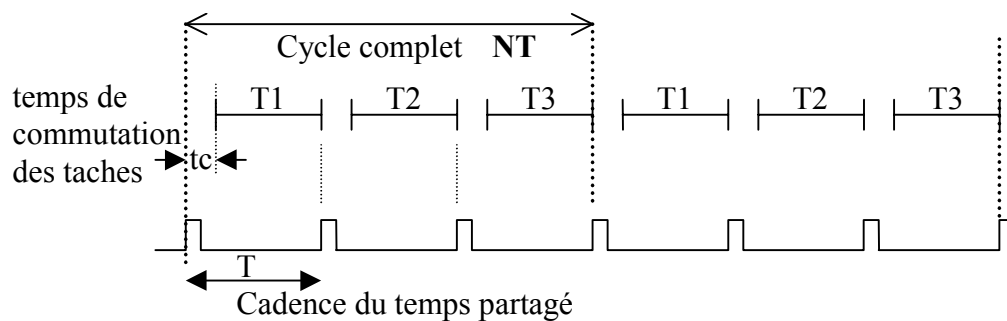 Cycle complet NT
T1 T2 T3 T1 T2 T3
temps de
commutation
des taches
tc
T
Cadence du temps partagé